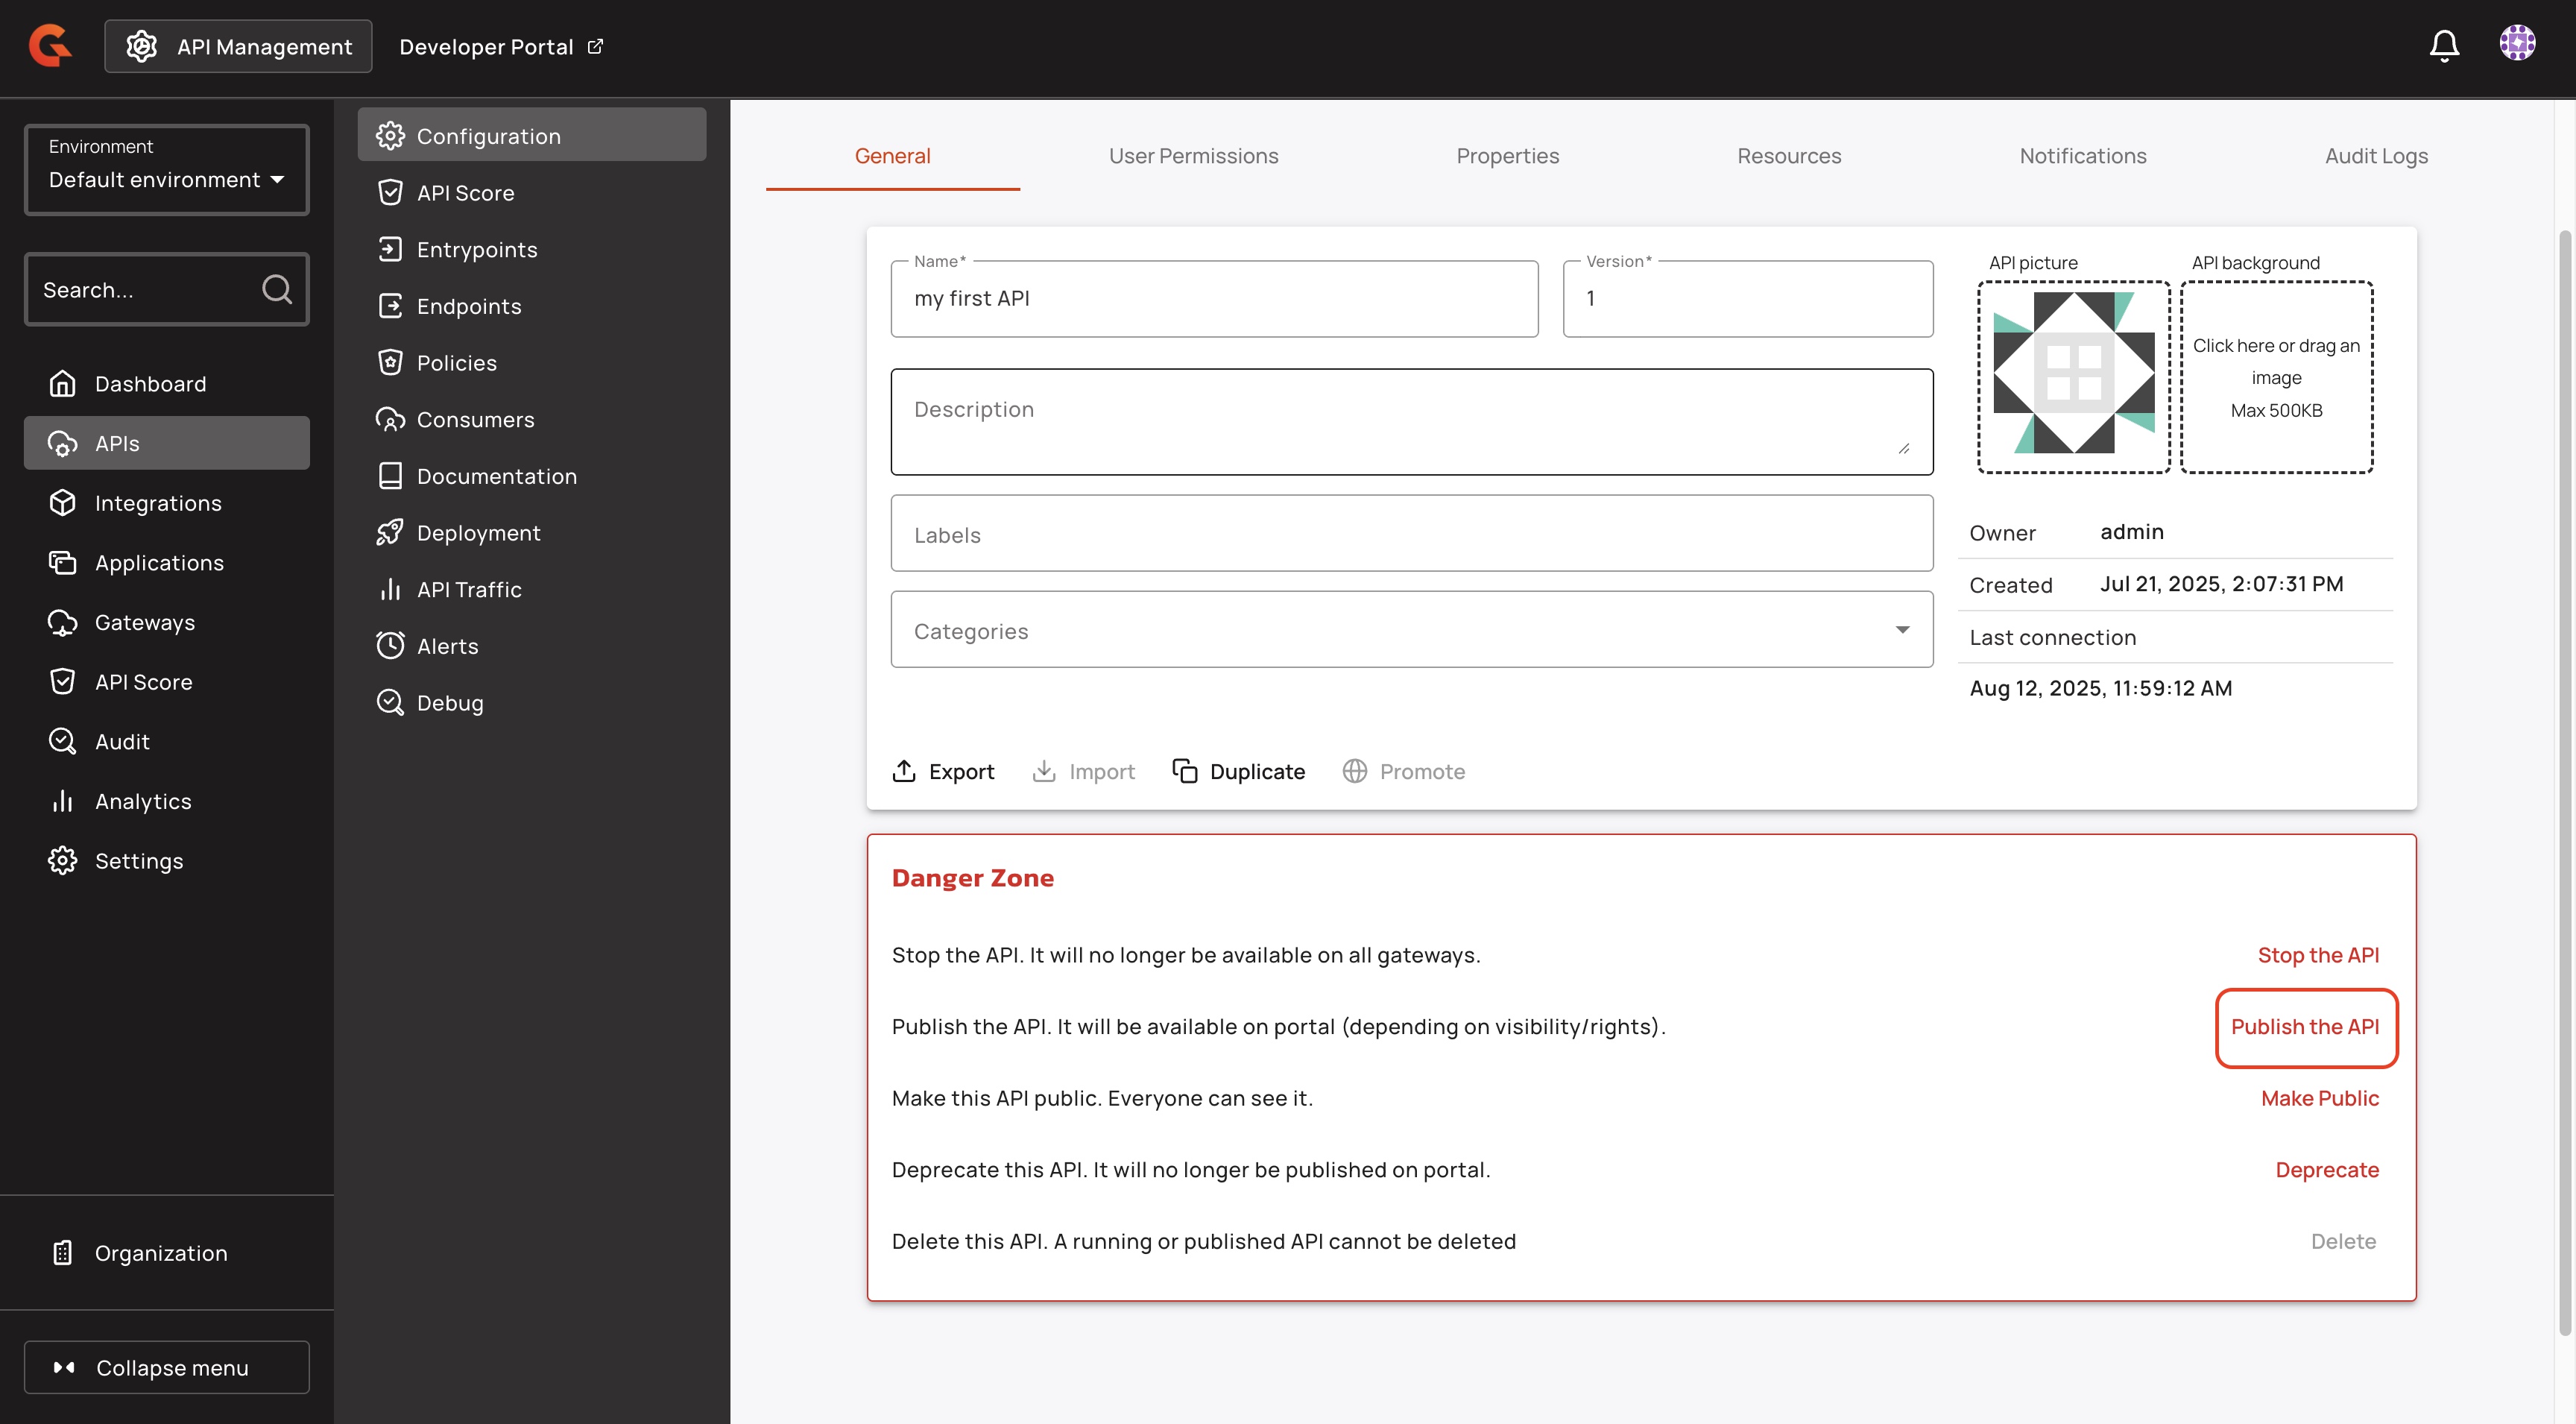 API Management
Developer Portal
Environment
Default environment
Search...
Dashboard
APIs
Integrations
Applications
Gateways
API Score
Audit
Analytics
Settings
Organization
Collapse menu
Configuration
API Score
Entrypoints
Endpoints
Policies
Consumers
Documentation
Deployment
API Traffic
Alerts
Debug
General
User Permissions
Properties
Resources
Notifications
Audit Logs
Name*
my first API
Version*
1
Description
Labels
Categories
API picture
API background
Click here or drag an
image
Max 500KB
Owner admin
Created Jul 21, 2025, 2:07:31 PM
Last connection
Aug 12, 2025, 11:59:12 AM
Export
Import
Duplicate
Promote
Danger Zone
Stop the API. It will no longer be available on all gateways.
Stop the API
Publish the API. It will be available on portal (depending on visibility/rights).
Publish the API
Make this API public. Everyone can see it.
Make Public
Deprecate this API. It will no longer be published on portal.
Deprecate
Delete this API. A running or published API cannot be deleted
Delete